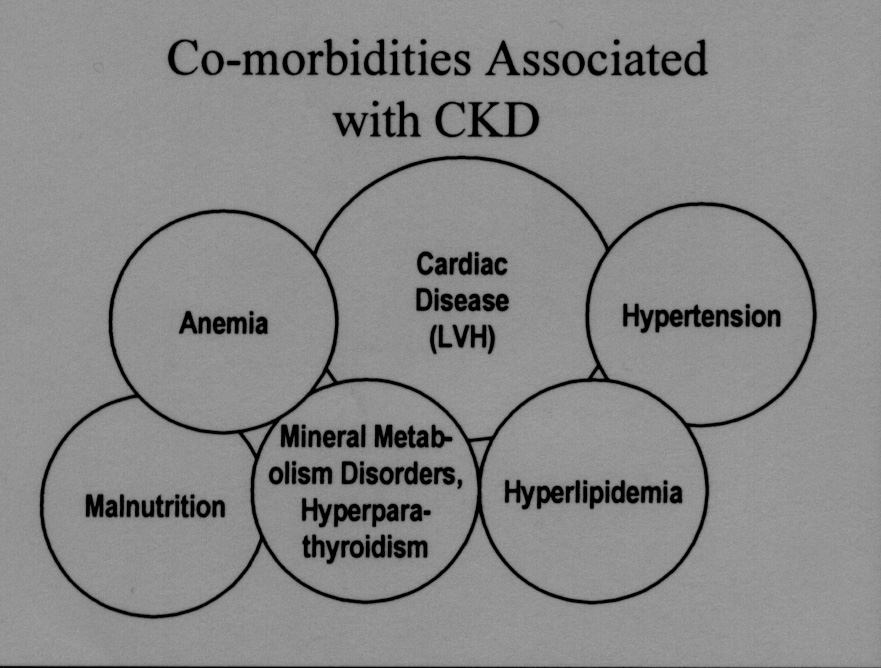 Co-morbidities Associated
with CKD
Cardiac
Disease
(LVH)
Anemia
Hypertension
Mineral Metab-
olism Disorders,
Hyperpara-
thyroidism
Malnutrition
Hyperlipidemia